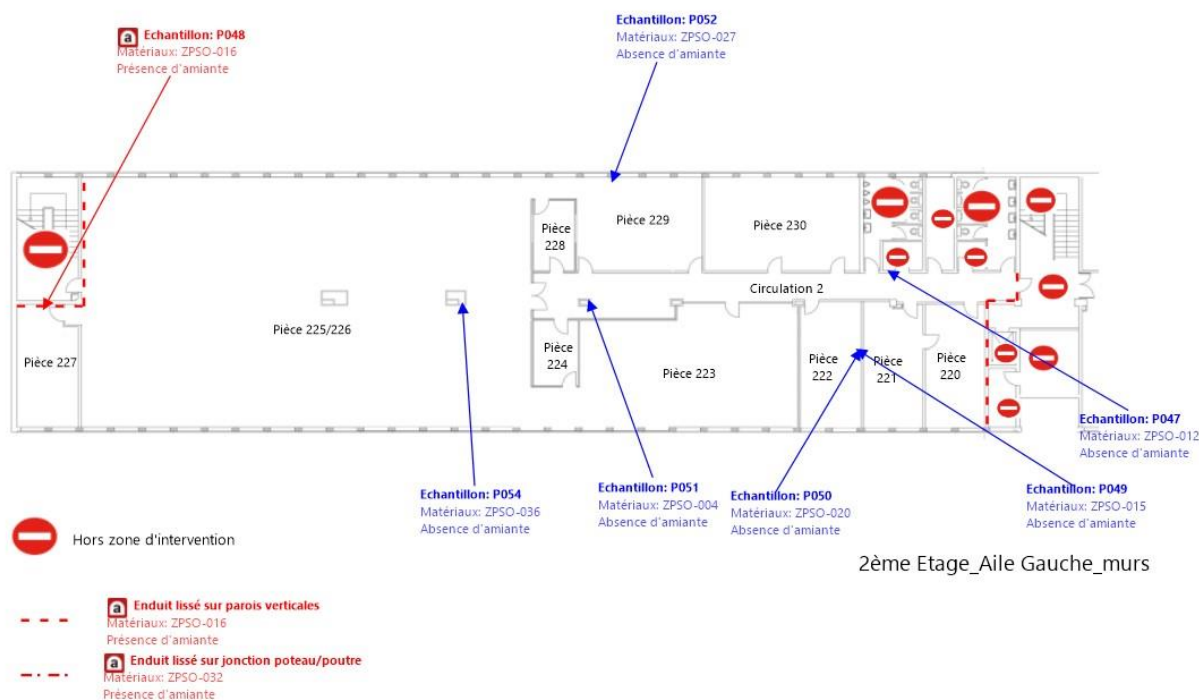 a Echantillon: P048
Matériaux: ZPSO-016
Présence d'amiante
Echantillon: P052
Matériaux: ZPSO-027
Absence d'amiante
Pièce 229
Pièce 230
Pièce
228
Circulation 2
Pièce 225/226
Pièce 227
Pièce
224
Pièce 223
Pièce
222
Pièce
221
Pièce
220
Echantillon: P047
Matériaux: ZPSO-012
Absence d'amiante
Echantillon: P054
Matériaux: ZPSO-036
Absence d'amiante
Echantillon: P051
Matériaux: ZPSO-004
Absence d'amiante
Echantillon: P050
Matériaux: ZPSO-020
Absence d'amiante
Echantillon: P049
Matériaux: ZPSO-015
Absence d'amiante
Hors zone d'intervention
2ème Etage_Aile Gauche_murs
a Enduit lissé sur parois verticales
Matériaux: ZPSO-016
Présence d'amiante
a Enduit lissé sur jonction poteau/poutre
Matériaux: ZPSO-032
Présence d'amiante